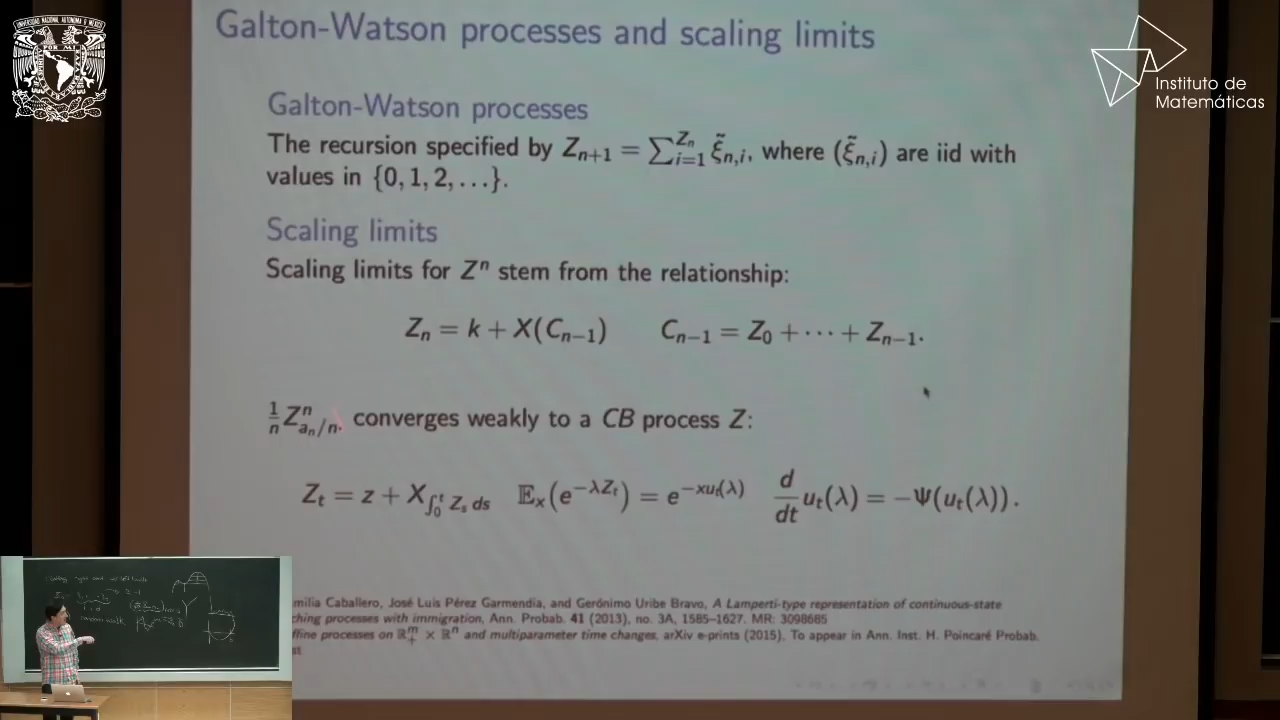 Galton-Watson processes and scaling limits
Instituto de
Matemáticas
Galton-Watson processes
The recursion specified by Z_{n+1} = ∑_{i=1}^{Z_n} ξ̃_{n,i}, where (ξ̃_{n,i}) are iid with
values in {0, 1, 2, …}.
Scaling limits
Scaling limits for Z^n stem from the relationship:
Z_n = k + X(C_{n−1})    C_{n−1} = Z_0 + ⋯ + Z_{n−1}.
1/n Z^n_{a_n/n·} converges weakly to a CB process Z:
Z_t = z + X_{∫_0^t Z_s ds}    𝔼_x(e^{−λZ_t}) = e^{−xu_t(λ)}    d/dt u_t(λ) = −Ψ(u_t(λ)).
milia Caballero, José Luis Pérez Garmendia, and Gerónimo Uribe Bravo, A Lamperti-type representation of continuous-state
ching processes with immigration, Ann. Probab. 41 (2013), no. 3A, 1585–1627. MR: 3098685
ffine processes on ℝ^m_+ × ℝ^n and multiparameter time changes, arXiv e-prints (2015), To appear in Ann. Inst. H. Poincaré Probab.